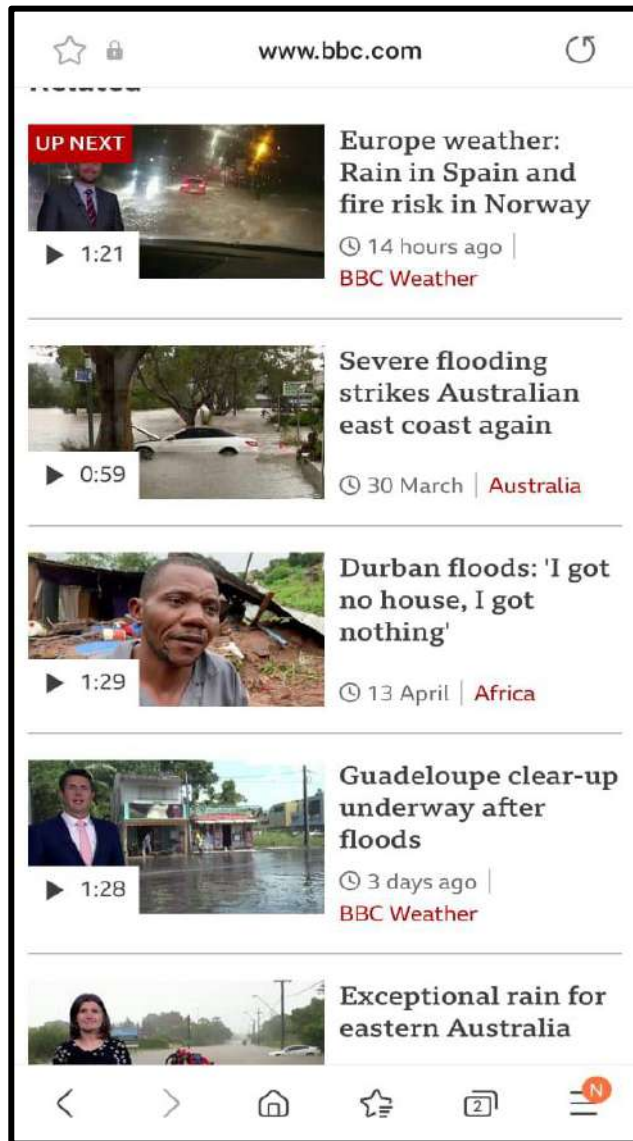 www.bbc.com
Related
UP NEXT
1:21
Europe weather:
Rain in Spain and
fire risk in Norway
14 hours ago
BBC Weather
0:59
Severe flooding
strikes Australian
east coast again
30 March | Australia
1:29
Durban floods: 'I got
no house, I got
nothing'
13 April | Africa
1:28
Guadeloupe clear-up
underway after
floods
3 days ago
BBC Weather
Exceptional rain for
eastern Australia
2
N